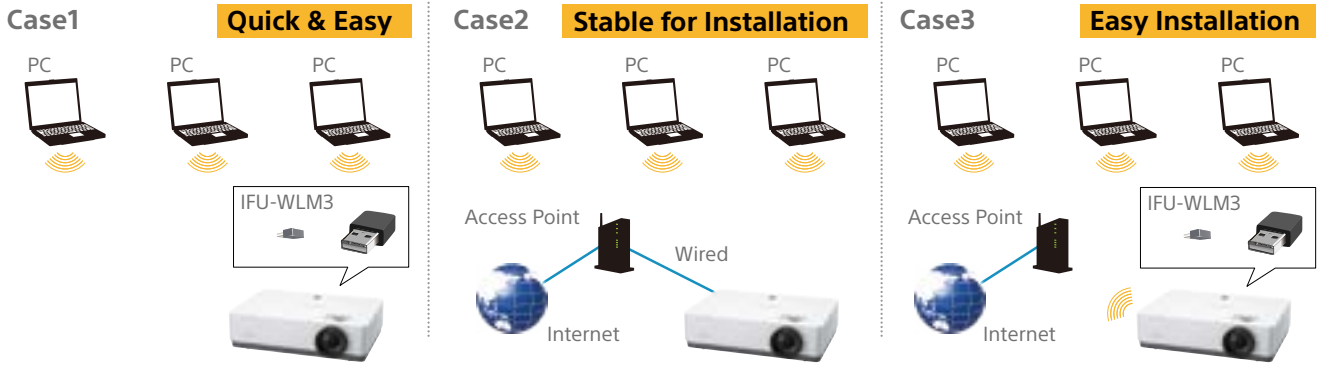 Case1
Quick & Easy
PC
PC
PC
IFU-WLM3
Case2
Stable for Installation
PC
PC
PC
Access Point
Wired
Internet
Case3
Easy Installation
PC
PC
PC
Access Point
IFU-WLM3
Internet